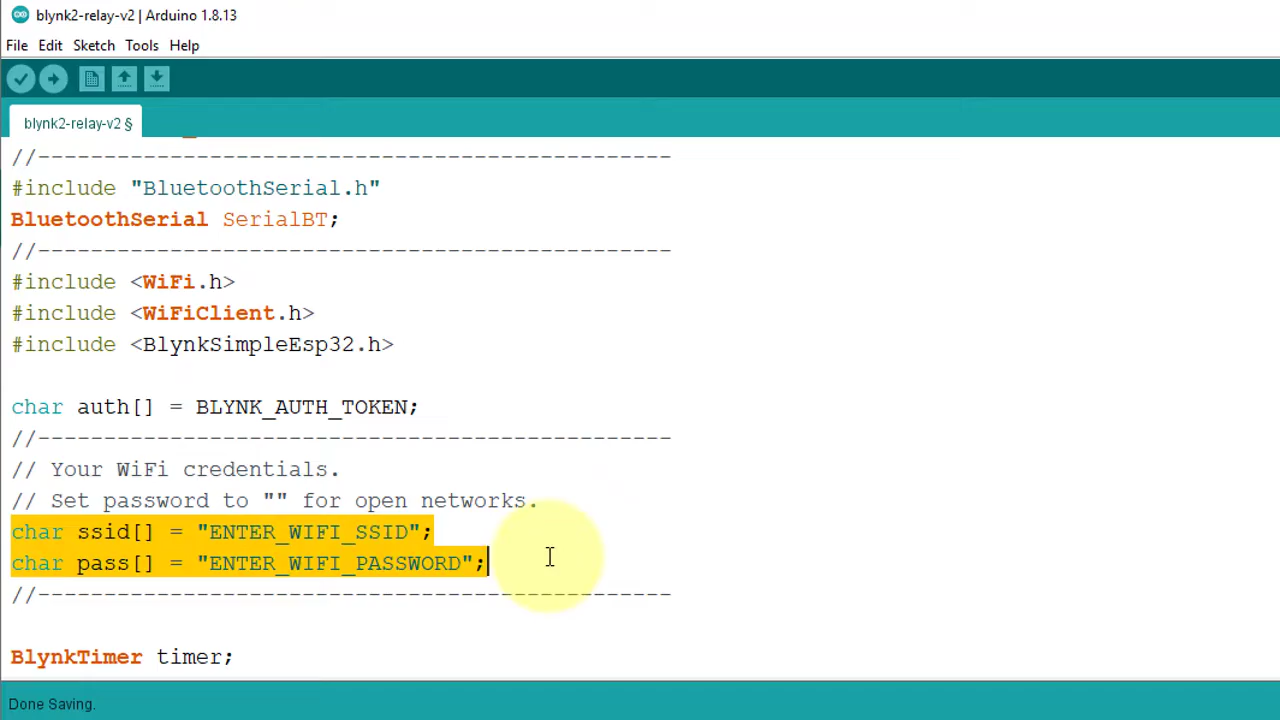 blynk2-relay-v2 | Arduino 1.8.13
File Edit Sketch Tools Help
blynk2-relay-v2 §
//------------------------------------------------
#include "BluetoothSerial.h"
BluetoothSerial SerialBT;
//------------------------------------------------
#include <WiFi.h>
#include <WiFiClient.h>
#include <BlynkSimpleEsp32.h>
char auth[] = BLYNK_AUTH_TOKEN;
//------------------------------------------------
// Your WiFi credentials.
// Set password to "" for open networks.
char ssid[] = "ENTER_WIFI_SSID";
char pass[] = "ENTER_WIFI_PASSWORD";
//------------------------------------------------
BlynkTimer timer;
Done Saving.